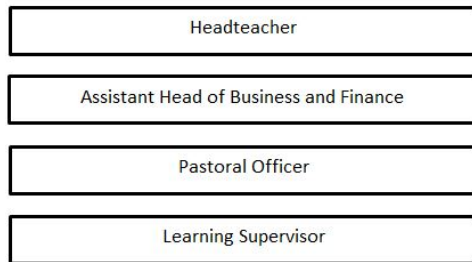 Headteacher
Assistant Head of Business and Finance
Pastoral Officer
Learning Supervisor